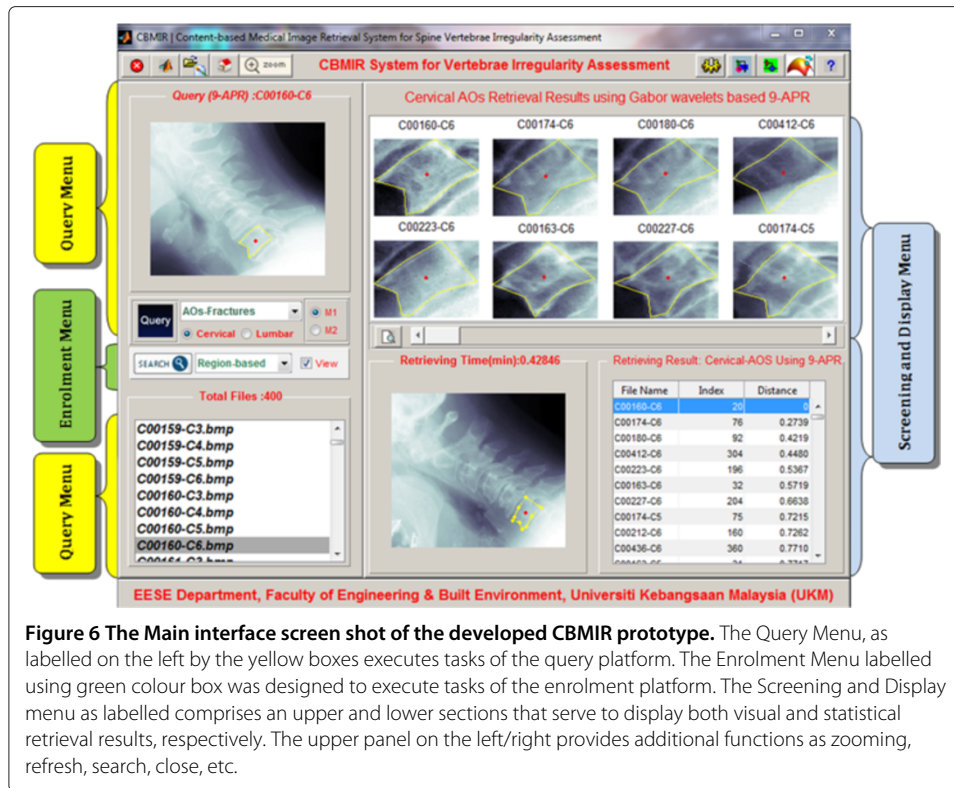 CBMIR | Content-based Medical Image Retrieval System for Spine Vertebrae Irregularity Assessment
zoom
CBMIR System for Vertebrae Irregularity Assessment
?
Query Menu
Enrolment Menu
Query Menu
Query (9-APR) :C00160-C6
Query
AOs-Fractures
M1
Cervical
Lumbar
M2
SEARCH
Region-based
View
Total Files :400
C00159-C3.bmp
C00159-C4.bmp
C00159-C5.bmp
C00159-C6.bmp
C00160-C3.bmp
C00160-C4.bmp
C00160-C5.bmp
C00160-C6.bmp
Cervical AOs Retrieval Results using Gabor wavelets based 9-APR
C00160-C6 C00174-C6 C00180-C6 C00412-C6
C00223-C6 C00163-C6 C00227-C6 C00174-C5
Retrieving Time(min):0.42846
Retrieving Result: Cervical-AOS Using 9-APR.
File Name Index Distance
C00160-C6 20 0
C00174-C6 76 0.2739
C00180-C6 92 0.4219
C00412-C6 304 0.4480
C00223-C6 196 0.5367
C00163-C6 32 0.5719
C00227-C6 204 0.6638
C00174-C5 75 0.7215
C00212-C6 160 0.7262
C00436-C6 360 0.7710
Screening and Display Menu
EESE Department, Faculty of Engineering & Built Environment, Universiti Kebangsaan Malaysia (UKM)
Figure 6 The Main interface screen shot of the developed CBMIR prototype. The Query Menu, as
labelled on the left by the yellow boxes executes tasks of the query platform. The Enrolment Menu labelled
using green colour box was designed to execute tasks of the enrolment platform. The Screening and Display
menu as labelled comprises an upper and lower sections that serve to display both visual and statistical
retrieval results, respectively. The upper panel on the left/right provides additional functions as zooming,
refresh, search, close, etc.